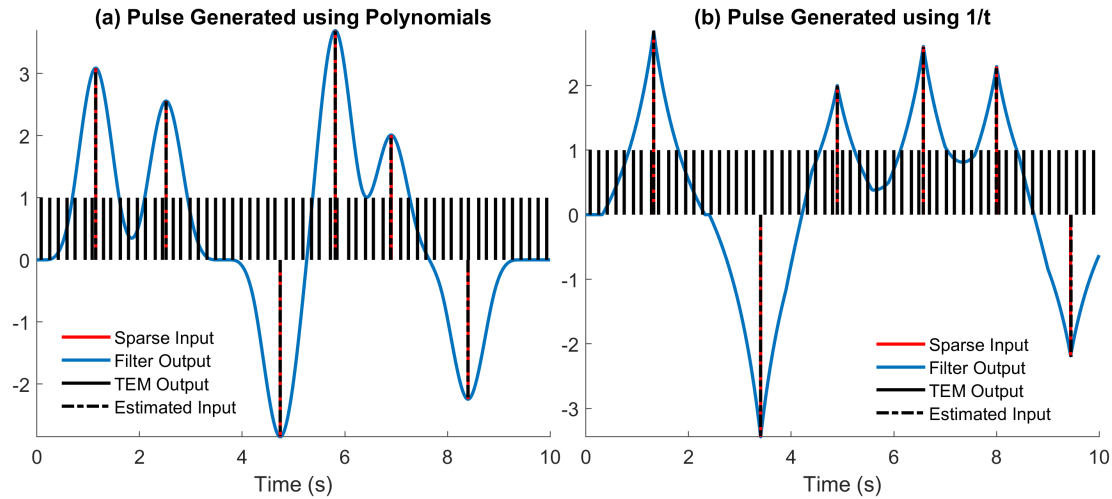 (a) Pulse Generated using Polynomials
3
2
1
0
-1
-2
Sparse Input
Filter Output
TEM Output
Estimated Input
0
2
4
6
8
10
Time (s)
(b) Pulse Generated using 1/t
2
1
0
-1
-2
-3
Sparse Input
Filter Output
TEM Output
Estimated Input
0
2
4
6
8
10
Time (s)